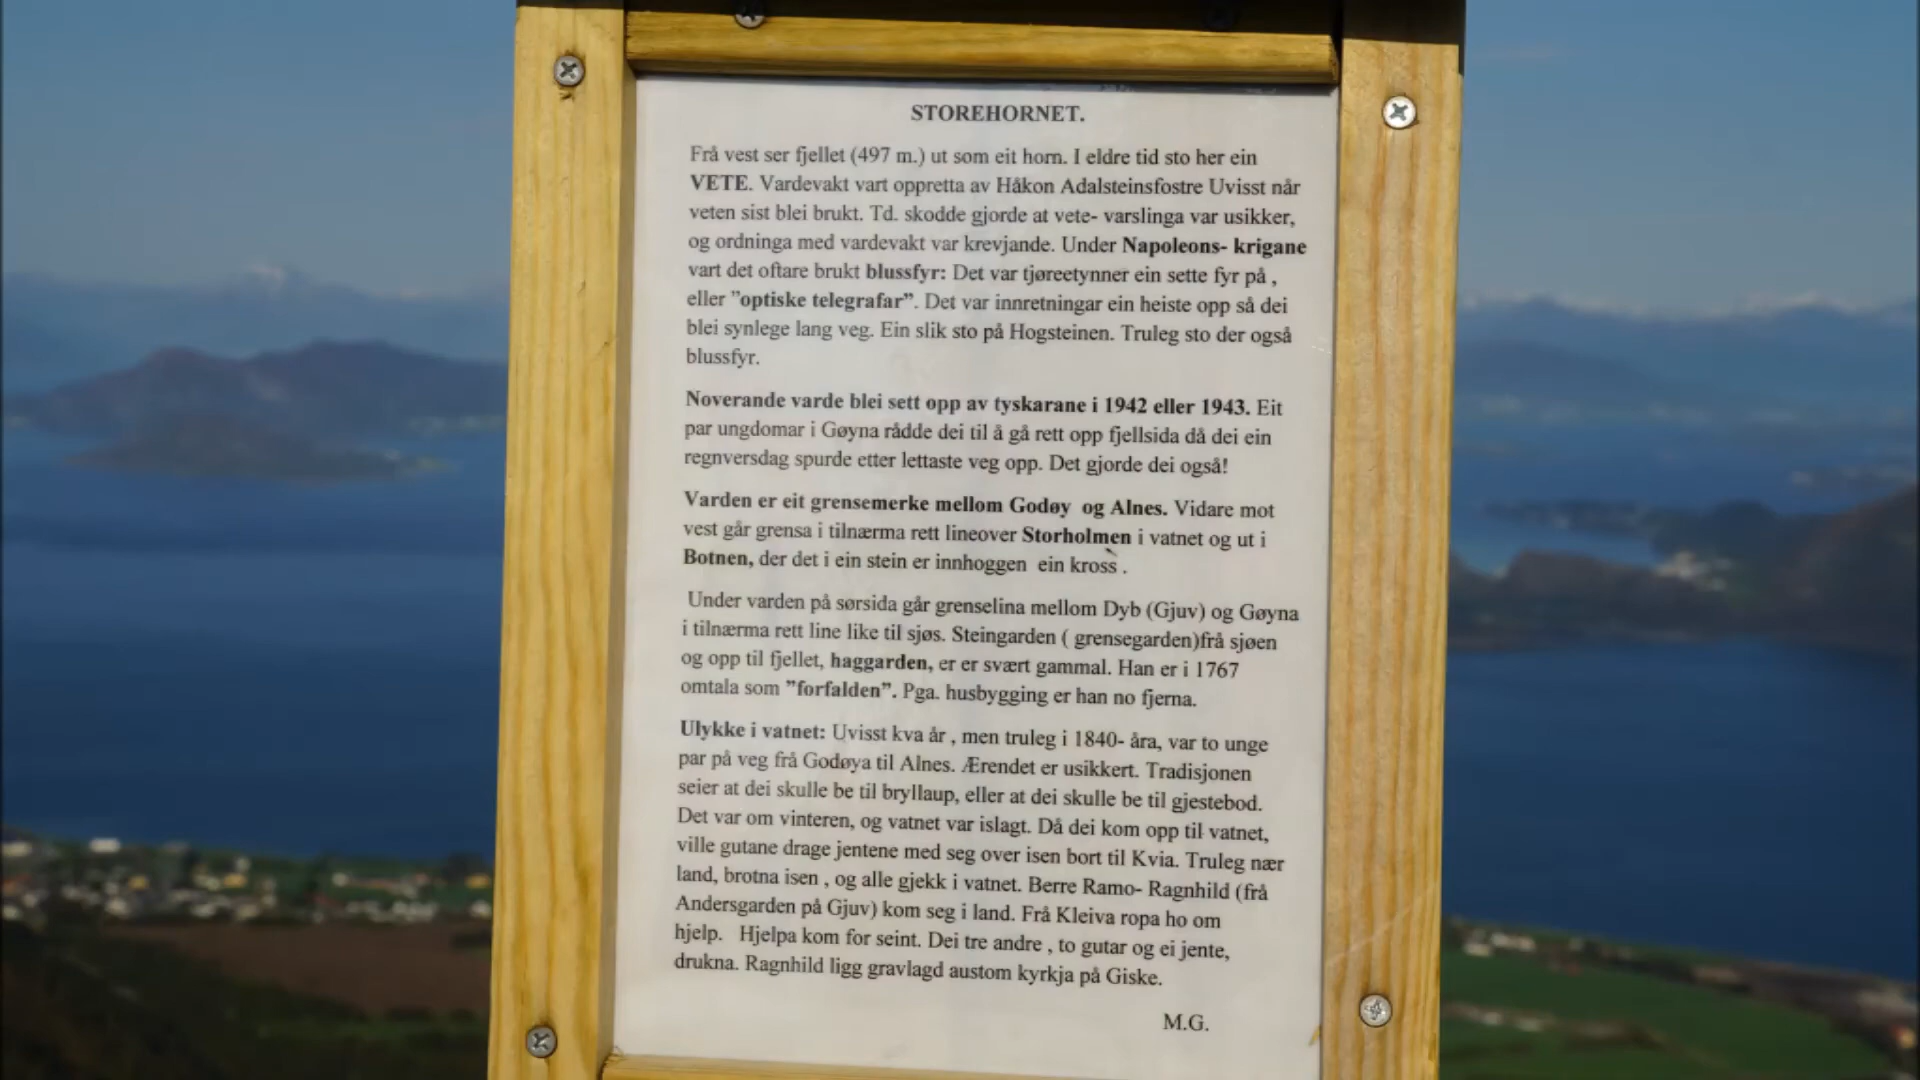 STOREHORNET.
Frå vest ser fjellet (497 m.) ut som eit horn. I eldre tid sto her ein
VETE. Vardevakt vart oppretta av Håkon Adalsteinsfostre Uvisst når
veten sist blei brukt. Td. skodde gjorde at vete- varslinga var usikker,
og ordninga med vardevakt var krevjande. Under Napoleons- krigane
vart det oftare brukt blussfyr: Det var tjøreetynner ein sette fyr på ,
eller ”optiske telegrafar”. Det var innretningar ein heiste opp så dei
blei synlege lang veg. Ein slik sto på Hogsteinen. Truleg sto der også
blussfyr.
Noverande varde blei sett opp av tyskarane i 1942 eller 1943. Eit
par ungdomar i Gøyna rådde dei til å gå rett opp fjellsida då dei ein
regnversdag spurde etter lettaste veg opp. Det gjorde dei også!
Varden er eit grensemerke mellom Godøy og Alnes. Vidare mot
vest går grensa i tilnærma rett lineover Storholmen i vatnet og ut i
Botnen, der det i ein stein er innhoggen ein kross .
Under varden på sørsida går grenselina mellom Dyb (Gjuv) og Gøyna
i tilnærma rett line like til sjøs. Steingarden ( grensegarden)frå sjøen
og opp til fjellet, haggarden, er er svært gammal. Han er i 1767
omtala som ”forfalden”. Pga. husbygging er han no fjerna.
Ulykke i vatnet: Uvisst kva år , men truleg i 1840- åra, var to unge
par på veg frå Godøya til Alnes. Ærendet er usikkert. Tradisjonen
seier at dei skulle be til bryllaup, eller at dei skulle be til gjestebod.
Det var om vinteren, og vatnet var islagt. Då dei kom opp til vatnet,
ville gutane drage jentene med seg over isen bort til Kvia. Truleg nær
land, brotna isen , og alle gjekk i vatnet. Berre Ramo- Ragnhild (frå
Andersgarden på Gjuv) kom seg i land. Frå Kleiva ropa ho om
hjelp. Hjelpa kom for seint. Dei tre andre , to gutar og ei jente,
drukna. Ragnhild ligg gravlagd austom kyrkja på Giske.
M.G.